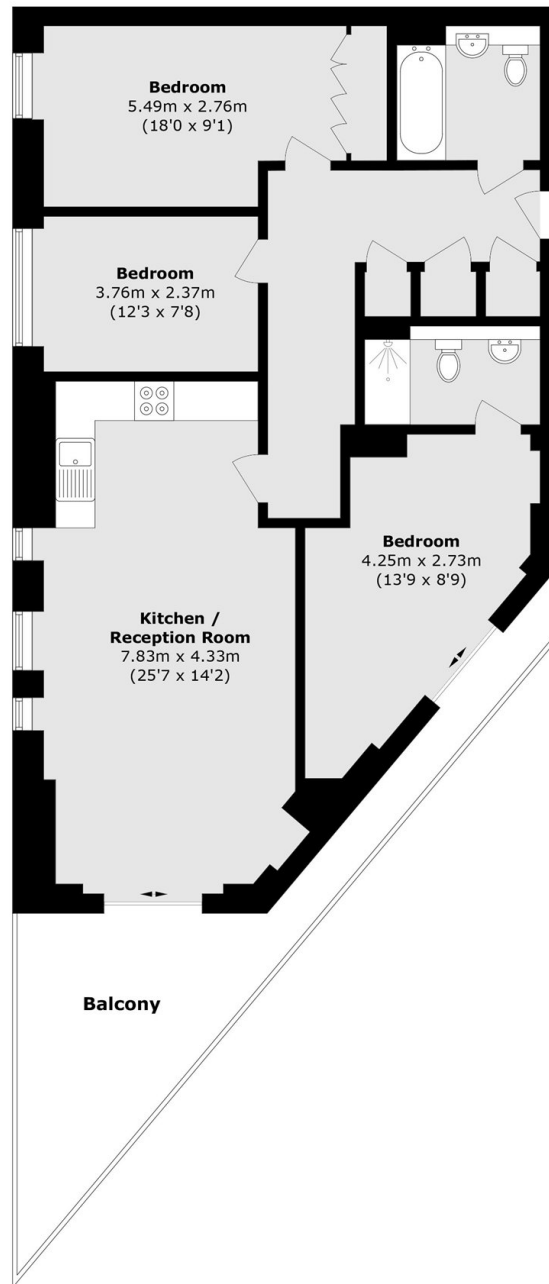 Bedroom
5.49m x 2.76m
(18'0 x 9'1)
Bedroom
3.76m x 2.37m
(12'3 x 7'8)
Bedroom
4.25m x 2.73m
(13'9 x 8'9)
Kitchen /
Reception Room
7.83m x 4.33m
(25'7 x 14'2)
Balcony